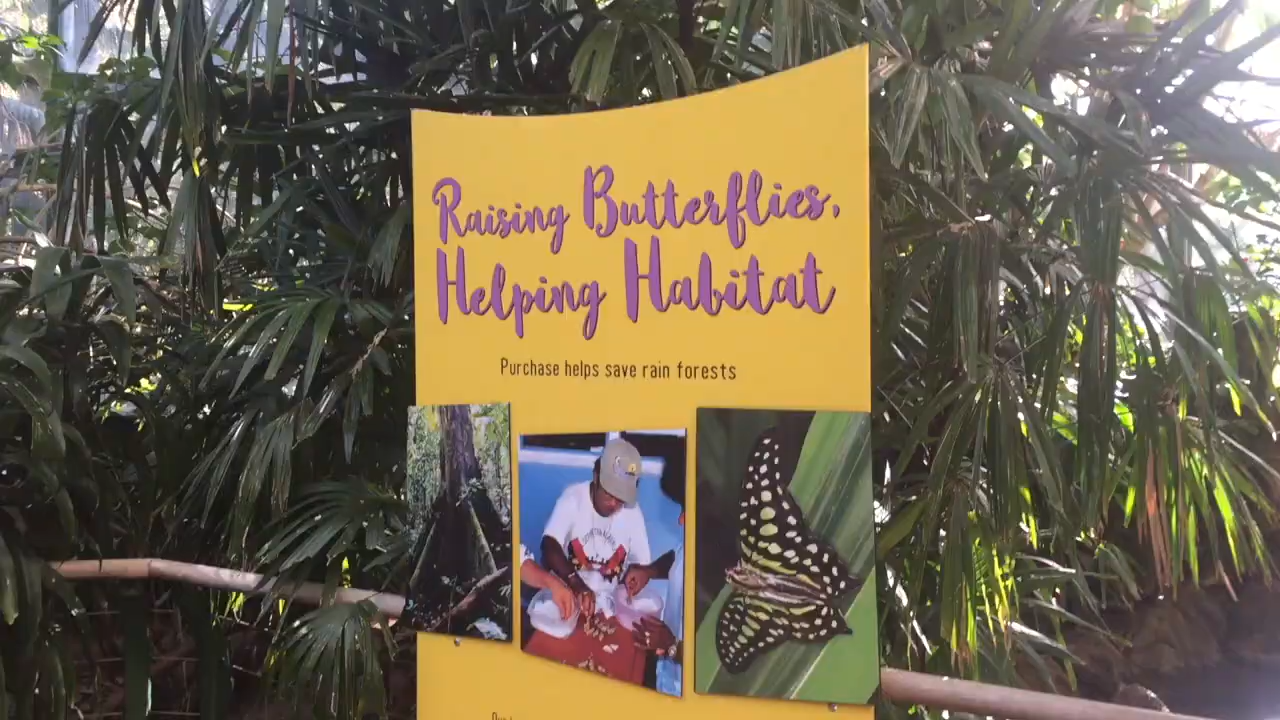 Raising Butterflies,
Helping Habitat
Purchase helps save rain forests